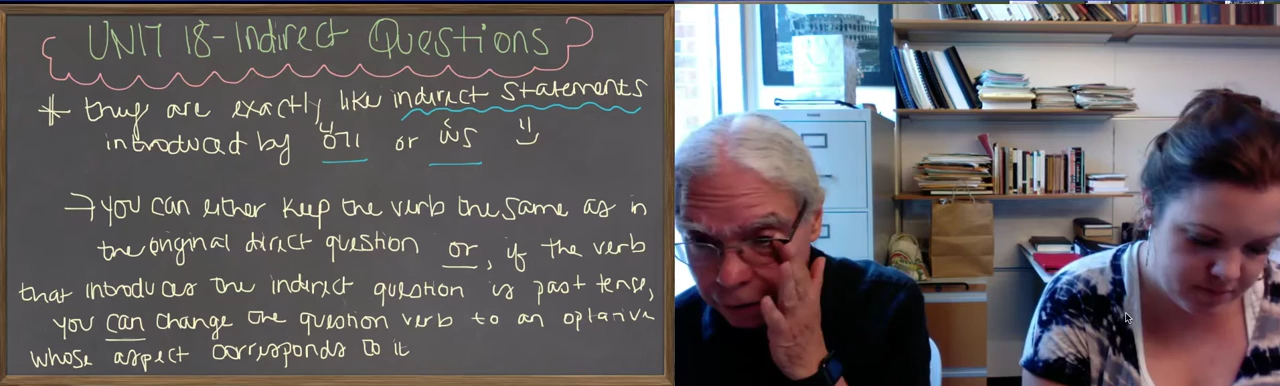 UNIT 18 - Indirect Questions
* they are exactly like indirect statements
introduced by ὅτι or ὡς
→ you can either keep the verb the same as in
the original direct question or, if the verb
that introduces the indirect question is past tense,
you can change the question verb to an optative
whose aspect corresponds to it